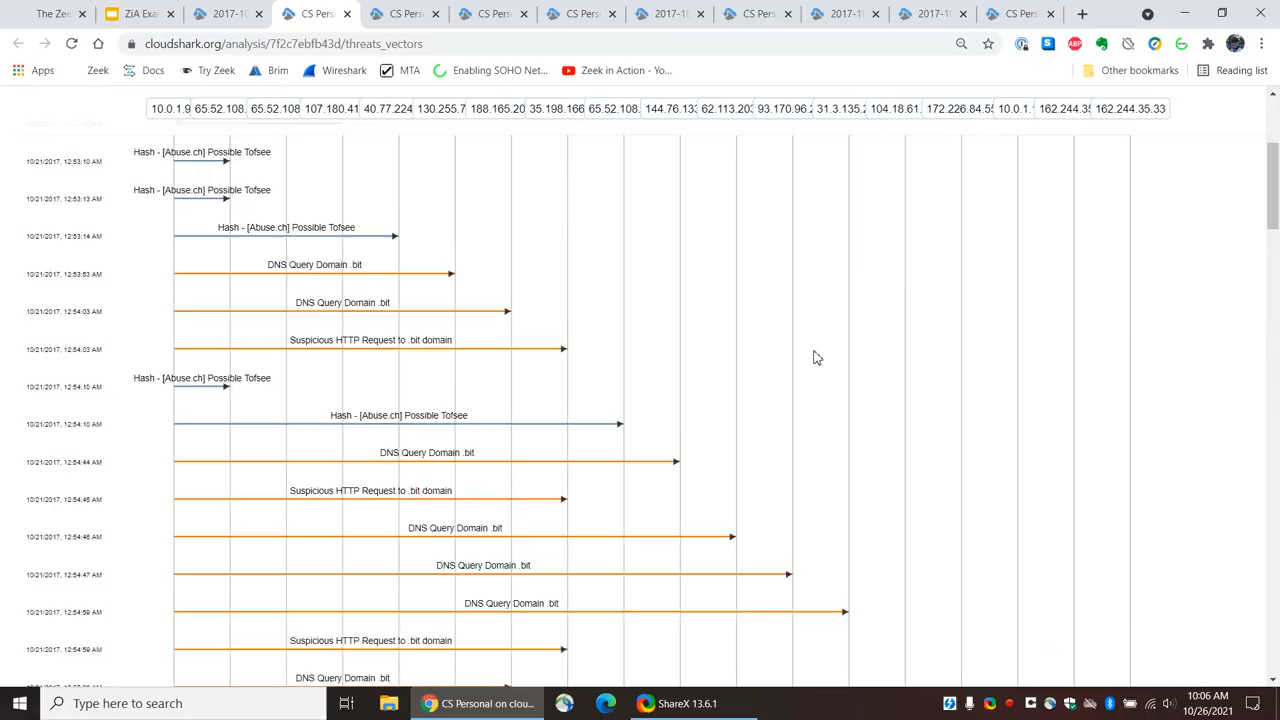 The Zee
ZiA Exa
2017-10
CS Pers
CS Pers
CS Pers
CS Pers
2017-10
CS Pers
2017-10
2017-10
CS Pers
cloudshark.org/analysis/7f2c7ebfb43d/threats_vectors
Apps
Zeek
Docs
Try Zeek
Brim
Wireshark
MTA
Enabling SOHO Net...
Zeek in Action - Yo...
Other bookmarks
Reading list
10.0.1.9 65.52.108. 65.52.108 107.180.41 40.77.224 130.255.7 188.165.20 35.198.166 65.52.108 144.76.133 62.113.203 93.170.96.2 31.3.135.2 104.18.61. 172.226.84.55 10.0.1. 162.244.35 162.244.35.33
10/21/2017, 12:53:10 AM Hash - [Abuse.ch] Possible Tofsee
10/21/2017, 12:53:13 AM Hash - [Abuse.ch] Possible Tofsee
10/21/2017, 12:53:14 AM Hash - [Abuse.ch] Possible Tofsee
10/21/2017, 12:53:53 AM DNS Query Domain .bit
10/21/2017, 12:54:03 AM DNS Query Domain .bit
10/21/2017, 12:54:03 AM Suspicious HTTP Request to .bit domain
10/21/2017, 12:54:10 AM Hash - [Abuse.ch] Possible Tofsee
10/21/2017, 12:54:10 AM Hash - [Abuse.ch] Possible Tofsee
10/21/2017, 12:54:44 AM DNS Query Domain .bit
10/21/2017, 12:54:45 AM Suspicious HTTP Request to .bit domain
10/21/2017, 12:54:46 AM DNS Query Domain .bit
10/21/2017, 12:54:47 AM DNS Query Domain .bit
10/21/2017, 12:54:59 AM DNS Query Domain .bit
10/21/2017, 12:54:59 AM Suspicious HTTP Request to .bit domain
DNS Query Domain .bit
Type here to search
CS Personal on clou...
ShareX 13.6.1
10:06 AM
10/26/2021